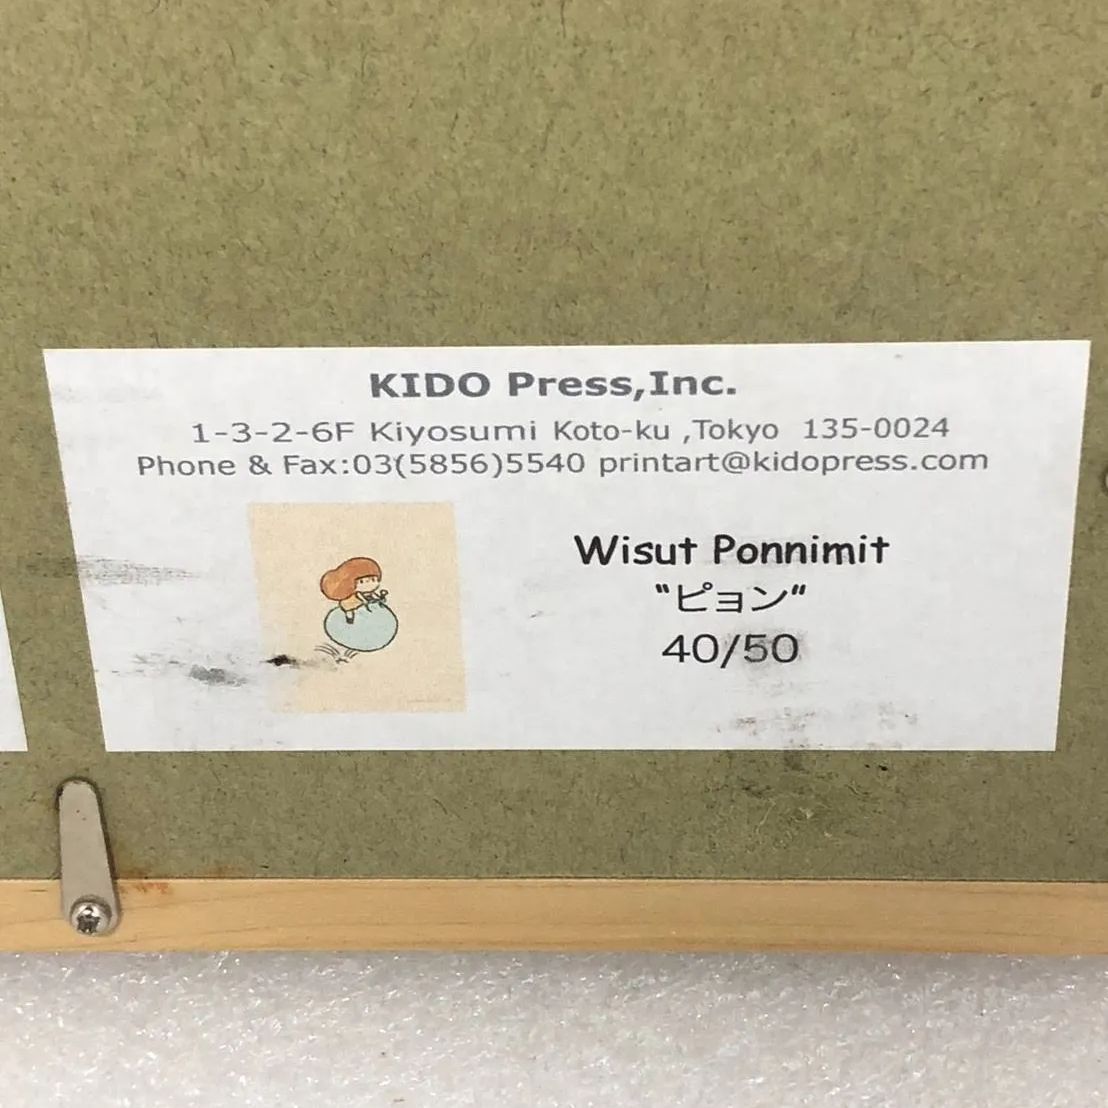 KIDO Press,Inc.
1-3-2-6F Kiyosumi Koto-ku ,Tokyo 135-0024
Phone & Fax:03(5856)5540 printart@kidopress.com
Wisut Ponnimit
"ピョン"
40/50